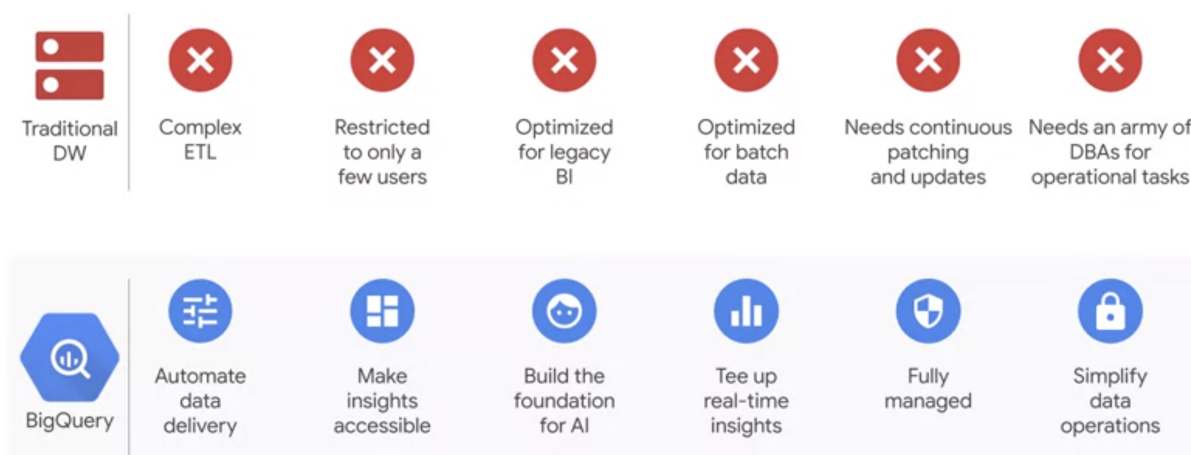 Traditional
DW
Complex
ETL
Restricted
to only a
few users
Optimized
for legacy
BI
Optimized
for batch
data
Needs continuous
patching
and updates
Needs an army of
DBAs for
operational tasks
BigQuery
Automate
data
delivery
Make
insights
accessible
Build the
foundation
for AI
Tee up
real-time
insights
Fully
managed
Simplify
data
operations